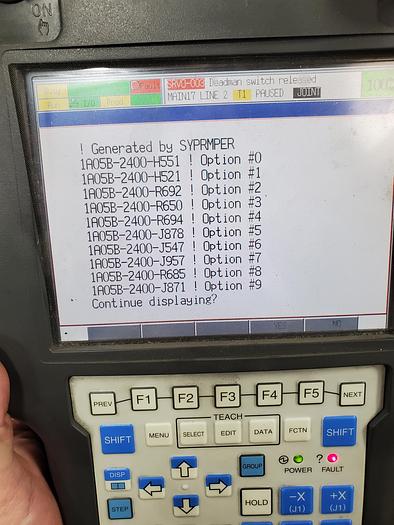 ON
Fault
SRVO-003 Deadman switch released
Run I/O Prod
MAIN17 LINE 2 T1 PAUSED JOINT
100%
! Generated by SYPRMPER
1A05B-2400-H551 ! Option #0
1A05B-2400-H521 ! Option #1
1A05B-2400-R692 ! Option #2
1A05B-2400-R650 ! Option #3
1A05B-2400-R694 ! Option #4
1A05B-2400-J878 ! Option #5
1A05B-2400-J547 ! Option #6
1A05B-2400-J957 ! Option #7
1A05B-2400-R685 ! Option #8
1A05B-2400-J871 ! Option #9
Continue displaying?
YES NO
PREV F1 F2 F3 F4 F5 NEXT
TEACH
SHIFT MENU SELECT EDIT DATA FCTN SHIFT
DISP GROUP POWER ? FAULT
STEP HOLD -X (J1) +X (J1)